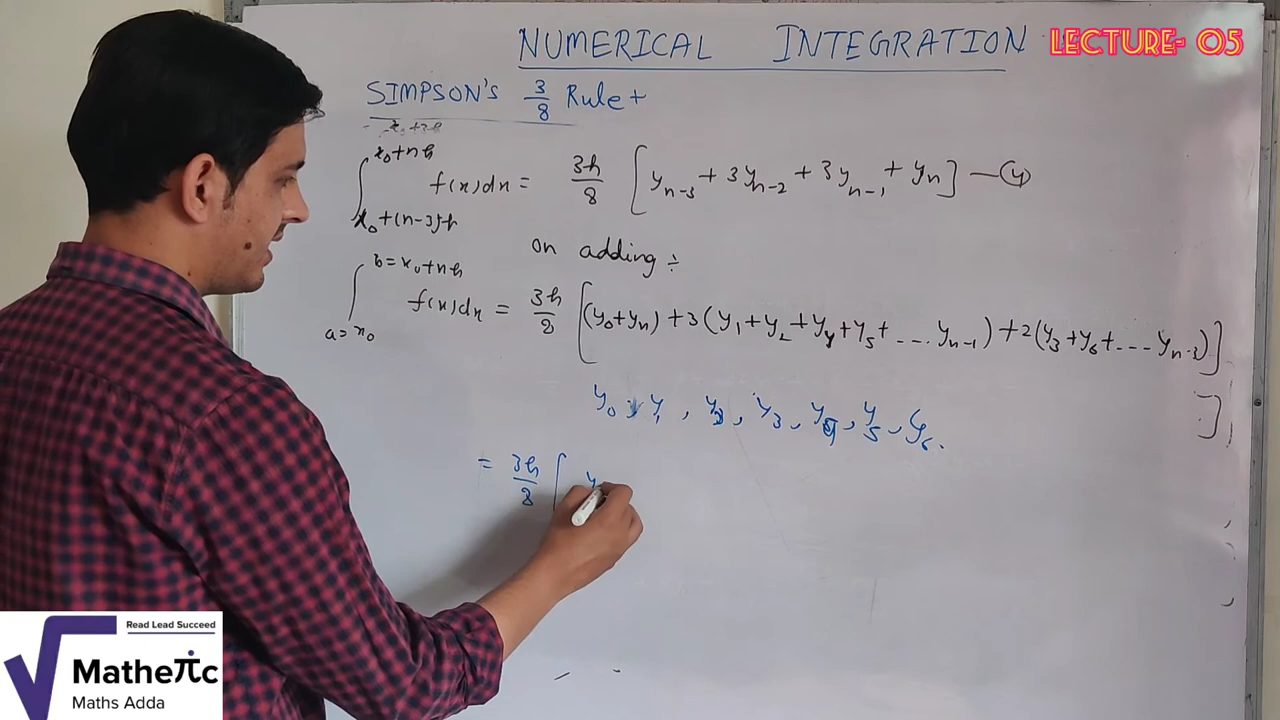 NUMERICAL INTEGRATION
LECTURE- 05
SIMPSON'S 3/8 Rule ÷
∫_{x₀+(n-3)h}^{x₀+nh} f(x)dx = 3h/8 [y_{n-3} + 3y_{n-2} + 3y_{n-1} + y_n] —(4)
on adding ÷
∫_{a=x₀}^{b=x₀+nh} f(x)dx = 3h/8 [(y₀+y_n) + 3(y₁+y₂+y₄+y₅+ ---- y_{n-1}) + 2(y₃+y₆+ ---- y_{n-3})]
y₀, y₁, y₂, y₃, y₄, y₅, y₆.
= 3h/8 [ y
Read Lead Succeed
Matheπc
Maths Adda